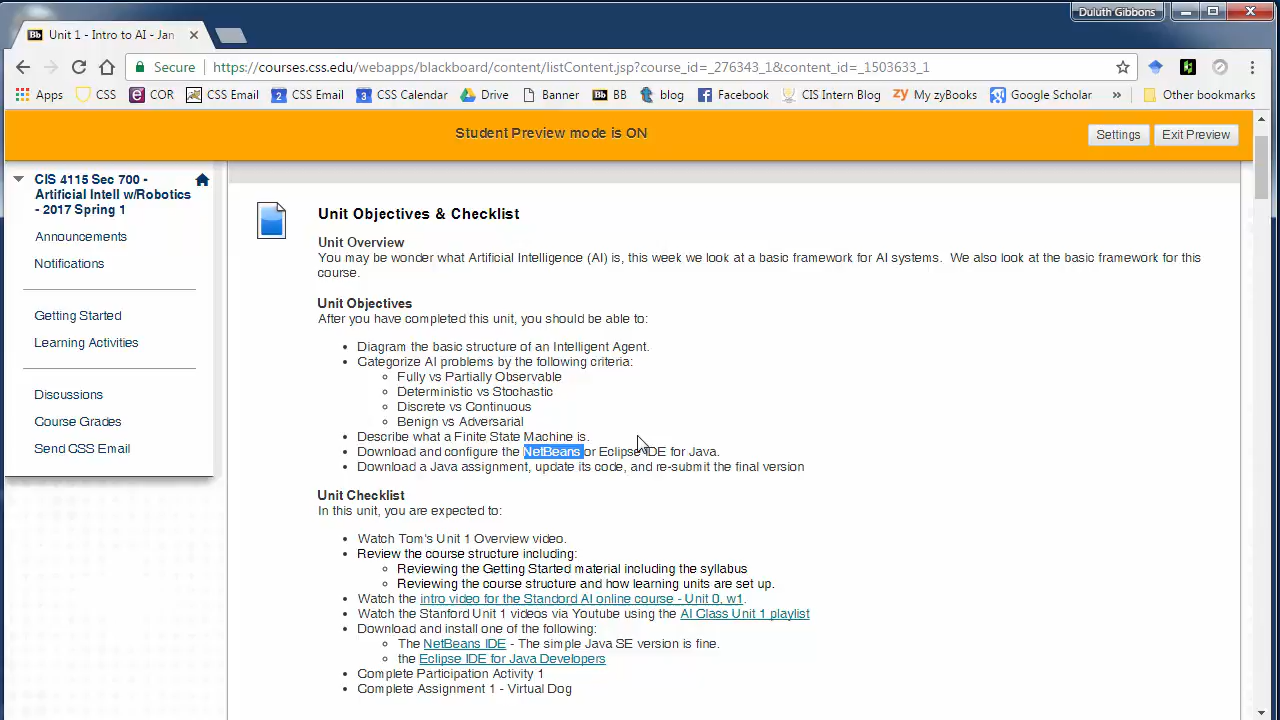 Duluth Gibbons
Unit 1 - Intro to AI - Jan
Secure https://courses.css.edu/webapps/blackboard/content/listContent.jsp?course_id=_276343_1&content_id=_1503633_1
Apps CSS COR CSS Email CSS Email CSS Calendar Drive Banner BB blog Facebook CIS Intern Blog My zyBooks Google Scholar » Other bookmarks
Student Preview mode is ON
Settings Exit Preview
CIS 4115 Sec 700 -
Artificial Intell w/Robotics
- 2017 Spring 1
Announcements
Notifications
Getting Started
Learning Activities
Discussions
Course Grades
Send CSS Email
Unit Objectives & Checklist
Unit Overview
You may be wonder what Artificial Intelligence (AI) is, this week we look at a basic framework for AI systems. We also look at the basic framework for this
course.
Unit Objectives
After you have completed this unit, you should be able to:
• Diagram the basic structure of an Intelligent Agent.
• Categorize AI problems by the following criteria:
○ Fully vs Partially Observable
○ Deterministic vs Stochastic
○ Discrete vs Continuous
○ Benign vs Adversarial
• Describe what a Finite State Machine is.
• Download and configure the NetBeans or Eclipse IDE for Java.
• Download a Java assignment, update its code, and re-submit the final version
Unit Checklist
In this unit, you are expected to:
• Watch Tom's Unit 1 Overview video.
• Review the course structure including:
○ Reviewing the Getting Started material including the syllabus
○ Reviewing the course structure and how learning units are set up.
• Watch the intro video for the Standord AI online course - Unit 0, w1.
• Watch the Stanford Unit 1 videos via Youtube using the AI Class Unit 1 playlist
• Download and install one of the following:
○ The NetBeans IDE - The simple Java SE version is fine.
○ the Eclipse IDE for Java Developers
• Complete Participation Activity 1
• Complete Assignment 1 - Virtual Dog